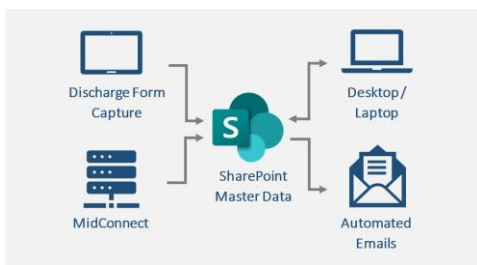 Discharge Form
Capture
Desktop /
Laptop
S
SharePoint
Master Data
MidConnect
Automated
Emails